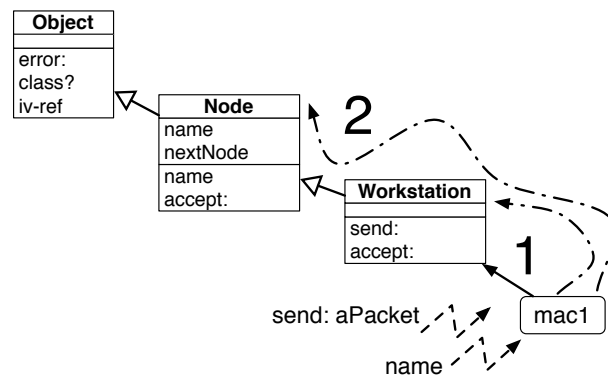 Object
error:
class?
iv-ref
Node
name
nextNode
name
accept:
2
Workstation
send:
accept:
1
mac1
send: aPacket
name